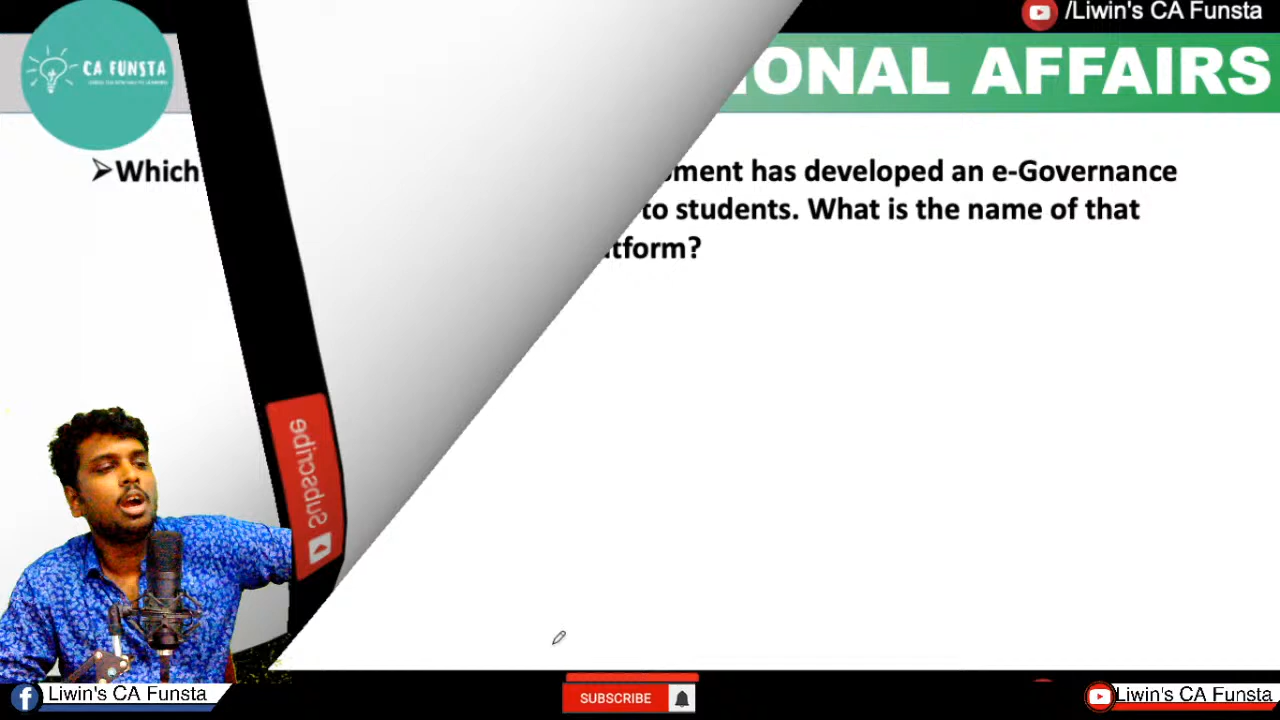 /Liwin's CA Funsta
CA FUNSTA
IONAL AFFAIRS
➢Which
ment has developed an e-Governance
to students. What is the name of that
tform?
Subscribe
Liwin's CA Funsta
SUBSCRIBE
Liwin's CA Funsta